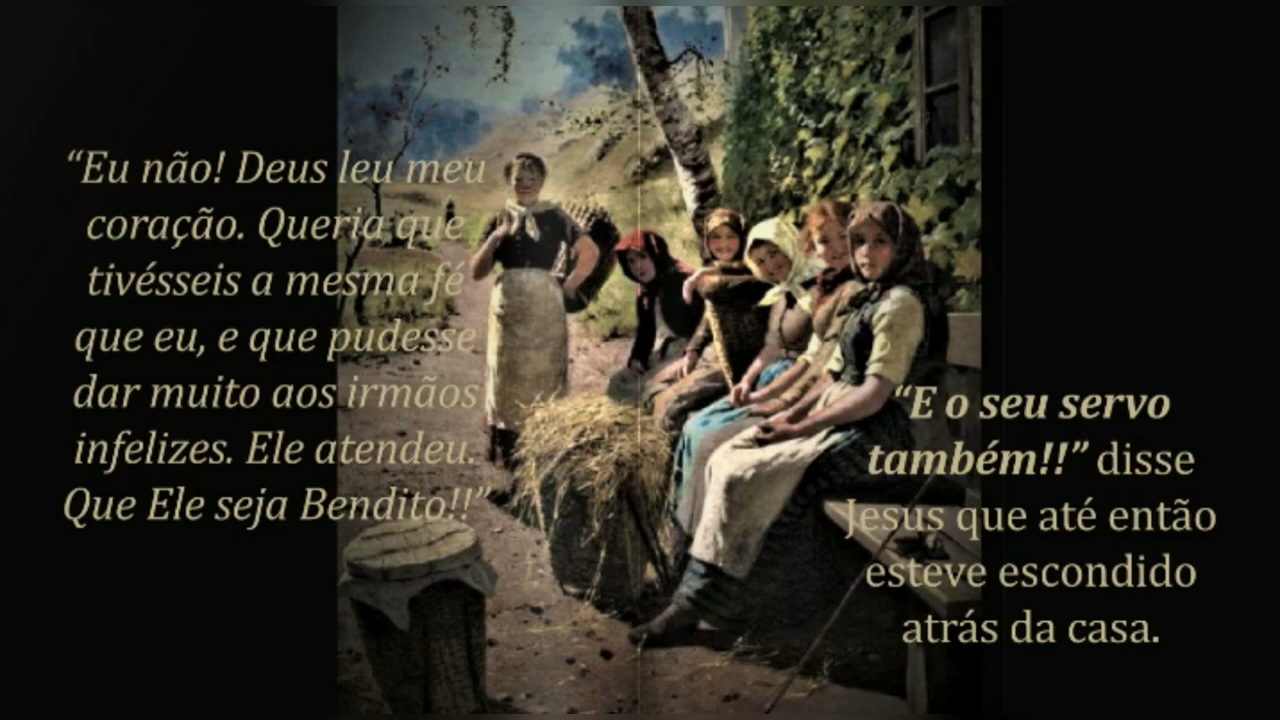 “Eu não! Deus leu meu
coração. Queria que
tivésseis a mesma fé
que eu, e que pudesse
dar muito aos irmãos
infelizes. Ele atendeu.
Que Ele seja Bendito!!”
“E o seu servo
também!!” disse
Jesus que até então
esteve escondido
atrás da casa.